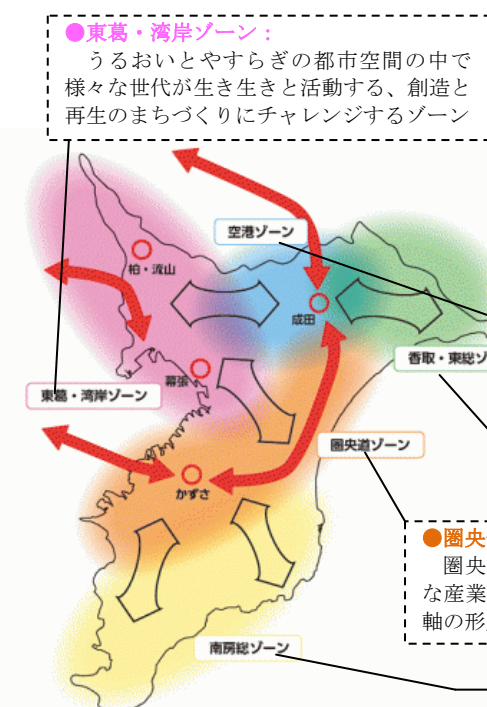 ●東葛・湾岸ゾーン：
うるおいとやすらぎの都市空間の中で
様々な世代が生き生きと活動する、創造と
再生のまちづくりにチャレンジするゾーン
空港ゾーン
柏・流山
成田
香取・東総ゾ
幕張
東葛・湾岸ゾーン
圏央道ゾーン
かずさ
●圏央
圏央
な産業
軸の形
南房総ゾーン